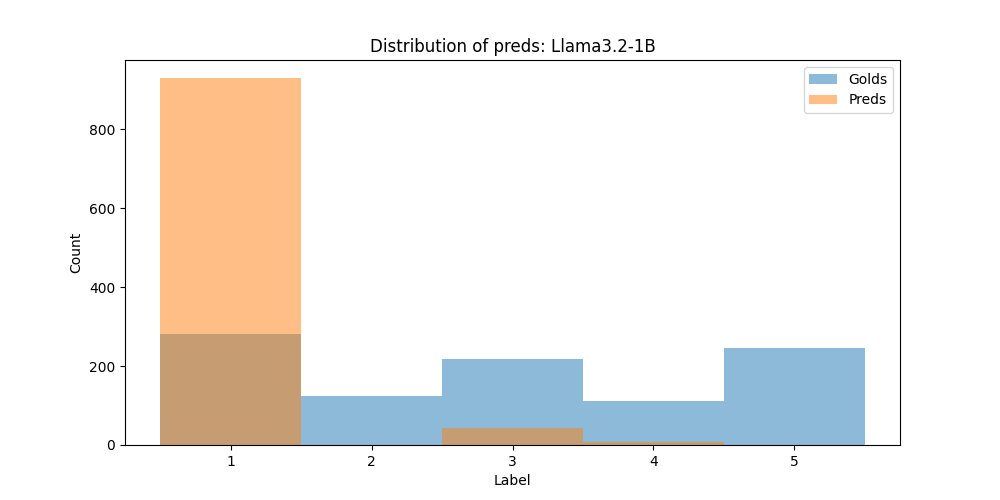 Distribution of preds: Llama3.2-1B
Golds
Preds
800
600
400
200
0
Count
1 2 3 4 5
Label